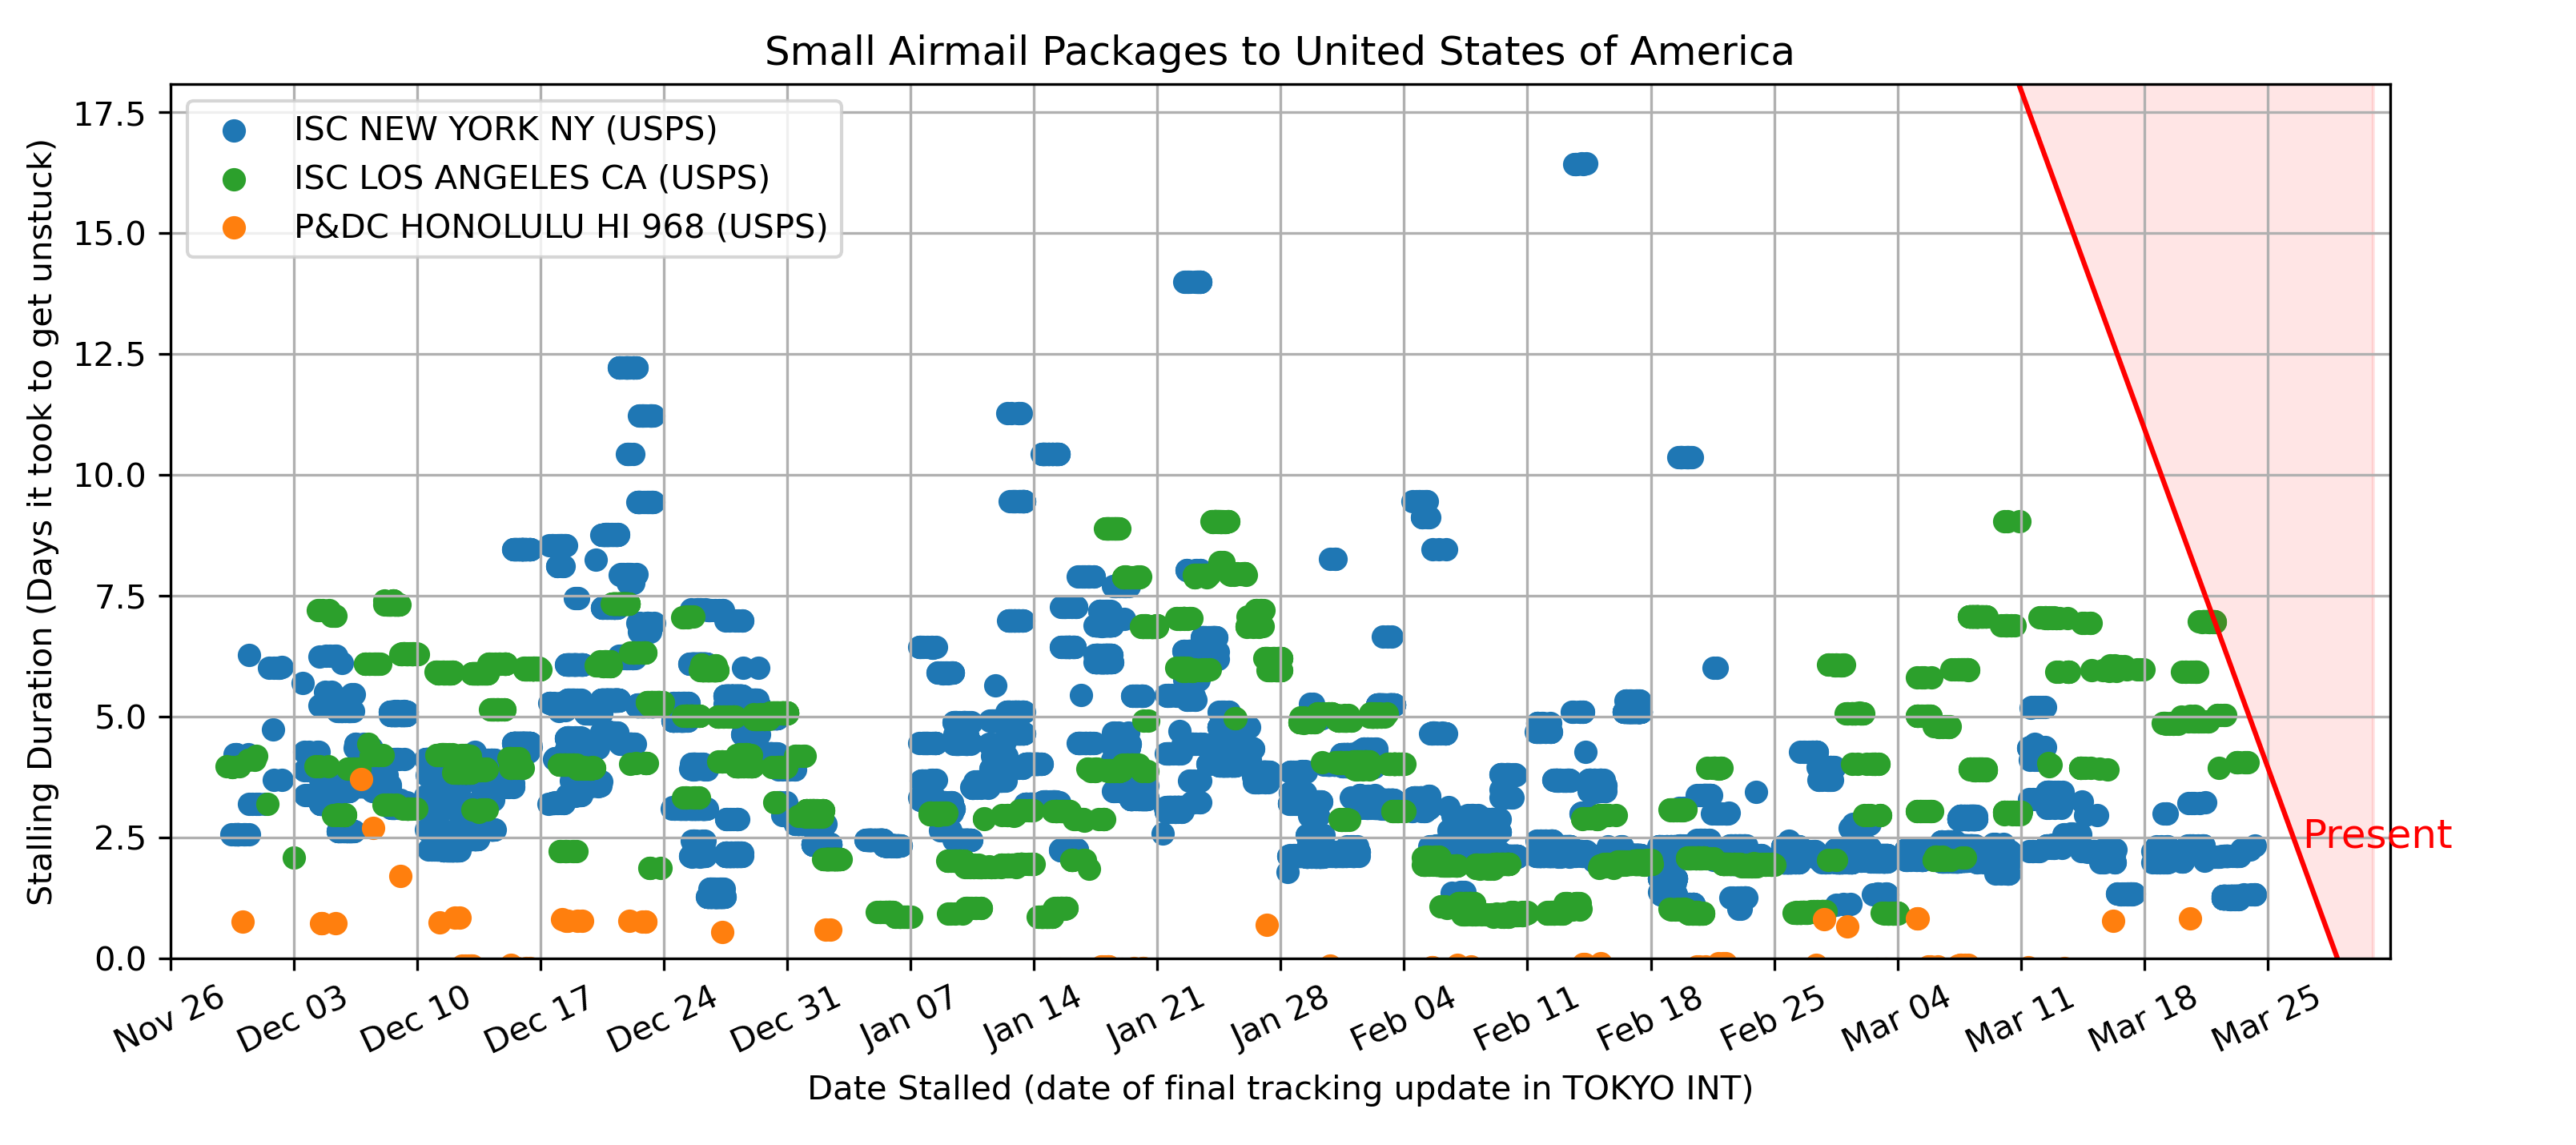 Small Airmail Packages to United States of America
ISC NEW YORK NY (USPS)
ISC LOS ANGELES CA (USPS)
P&DC HONOLULU HI 968 (USPS)
Stalling Duration (Days it took to get unstuck)
17.5
15.0
12.5
10.0
7.5
5.0
2.5
0.0
Present
Nov 26 Dec 03 Dec 10 Dec 17 Dec 24 Dec 31 Jan 07 Jan 14 Jan 21 Jan 28 Feb 04 Feb 11 Feb 18 Feb 25 Mar 04 Mar 11 Mar 18 Mar 25
Date Stalled (date of final tracking update in TOKYO INT)